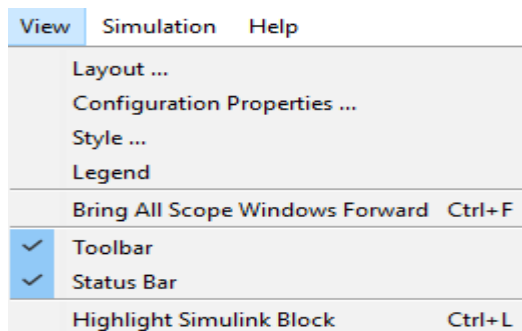 View Simulation Help
Layout ...
Configuration Properties ...
Style ...
Legend
Bring All Scope Windows Forward Ctrl+F
Toolbar
Status Bar
Highlight Simulink Block Ctrl+L